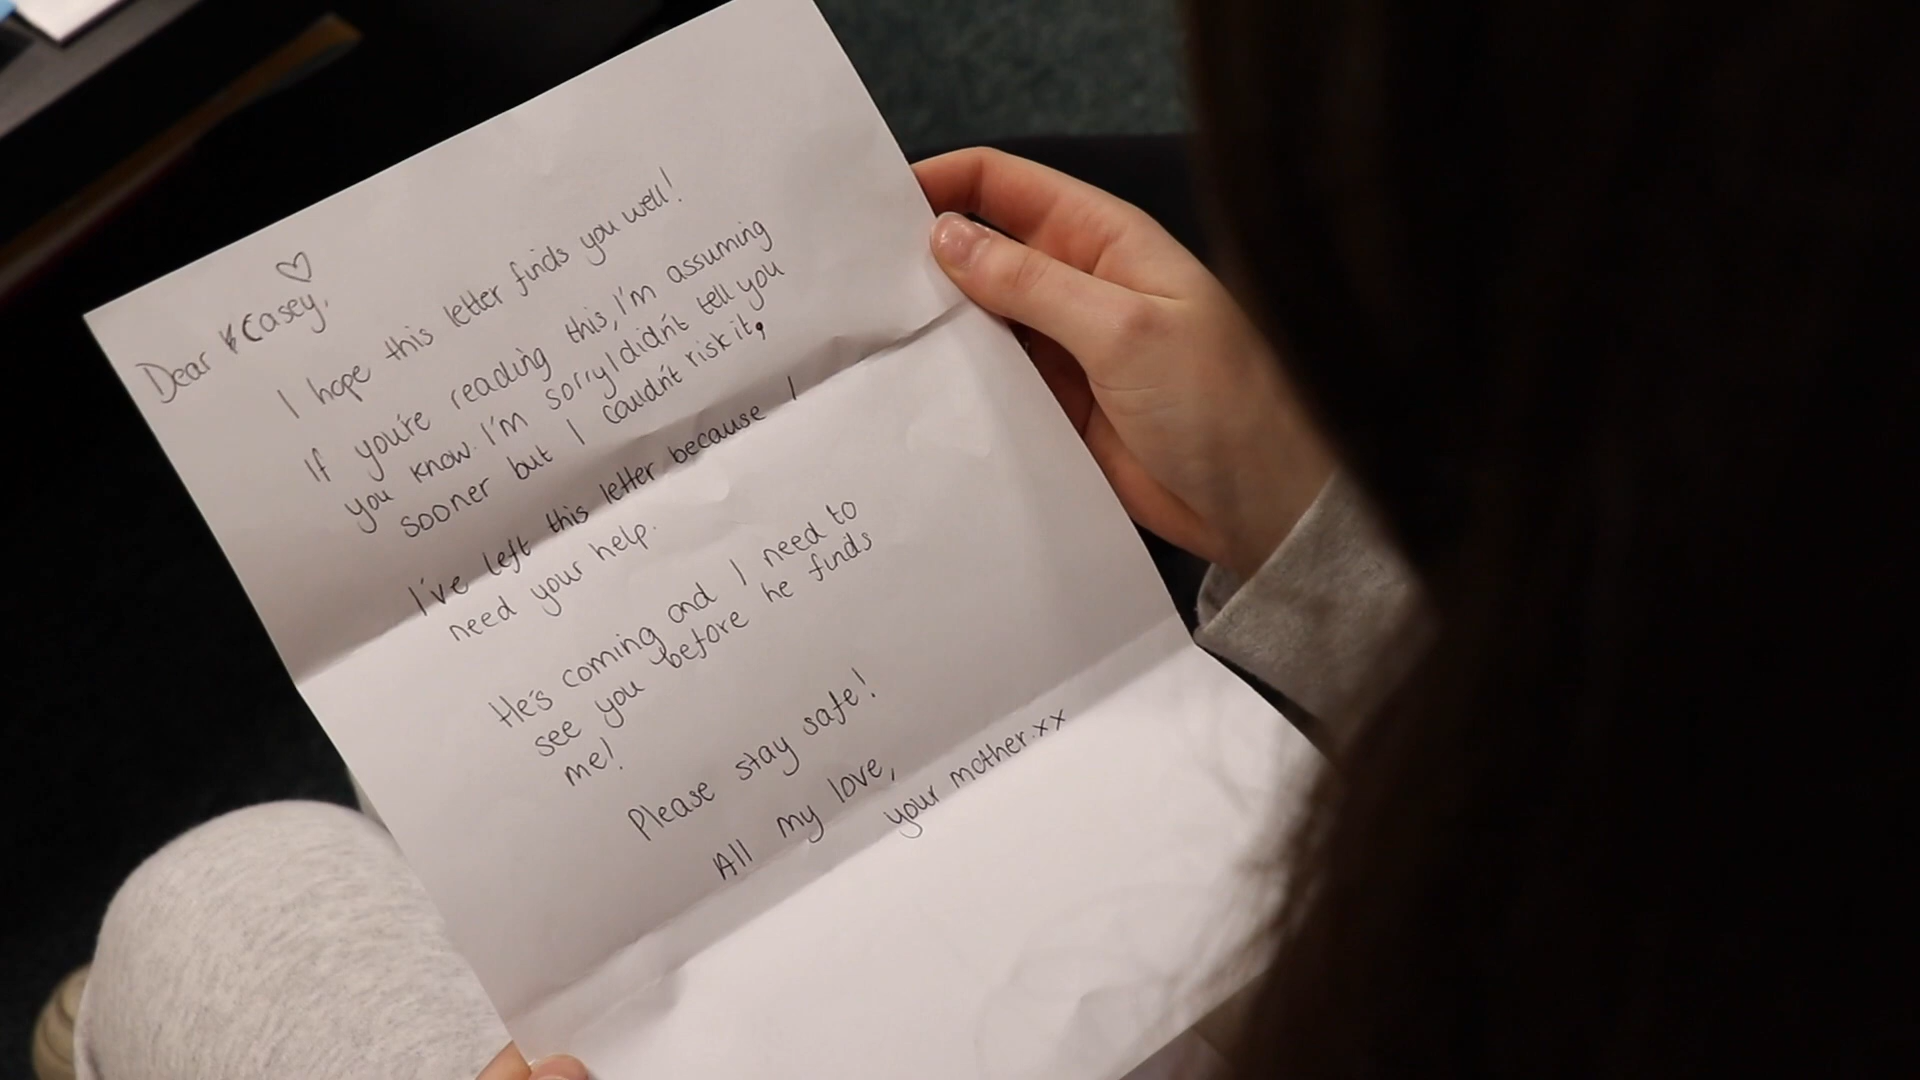 Dear Casey,
I hope this letter finds you well!
If you're reading this, I'm assuming
you know. I'm sorry I didn't tell you
sooner but I couldn't risk it,
I've left this letter because I
need your help.
He's coming and I need to
see you before he finds
me!
Please stay safe!
All my love,
your mother.xx